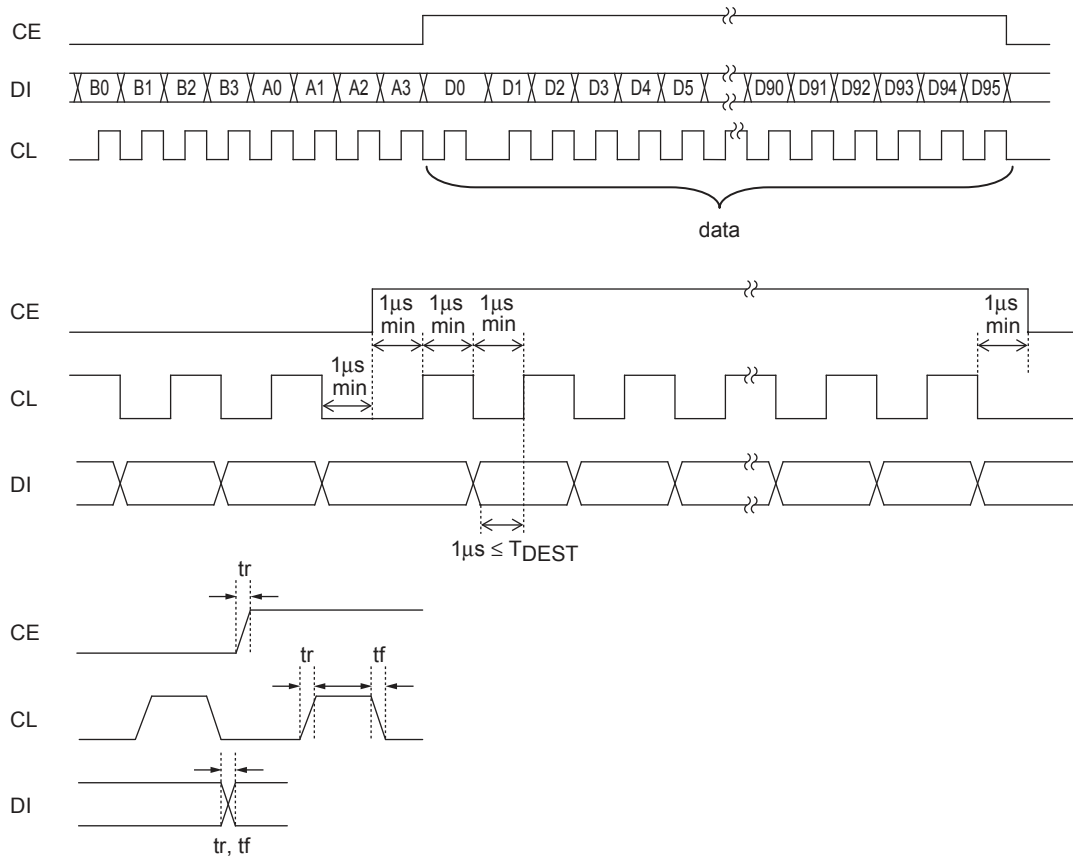 CE
DI B0 B1 B2 B3 A0 A1 A2 A3 D0 D1 D2 D3 D4 D5 D90 D91 D92 D93 D94 D95
CL
data
CE
1μs min
1μs min
1μs min
1μs min
1μs min
CL
DI
1μs ≤ TDEST
tr
CE
tr tf
CL
DI
tr, tf